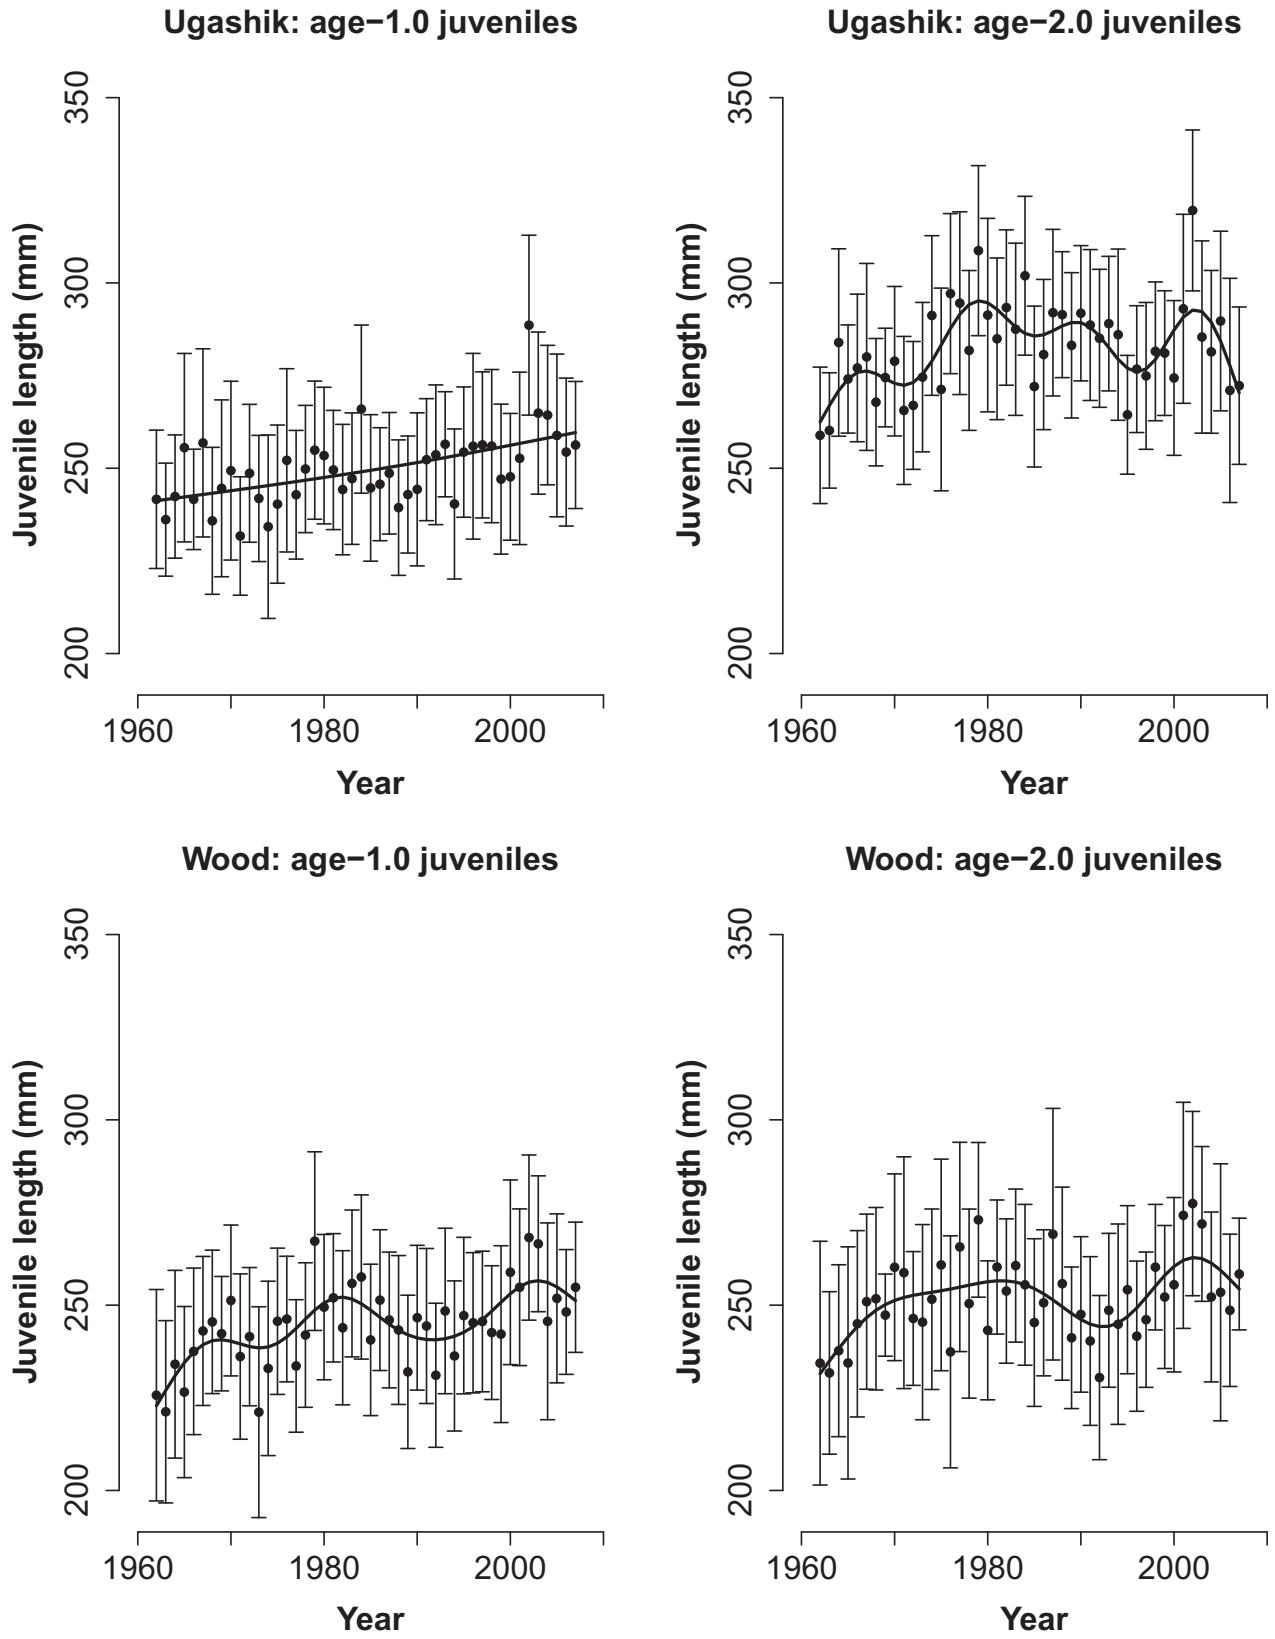 Ugashik: age−1.0 juveniles
Juvenile length (mm)
350
300
250
200
1960 1980 2000
Year
Ugashik: age−2.0 juveniles
Juvenile length (mm)
350
300
250
200
1960 1980 2000
Year
Wood: age−1.0 juveniles
Juvenile length (mm)
350
300
250
200
1960 1980 2000
Year
Wood: age−2.0 juveniles
Juvenile length (mm)
350
300
250
200
1960 1980 2000
Year